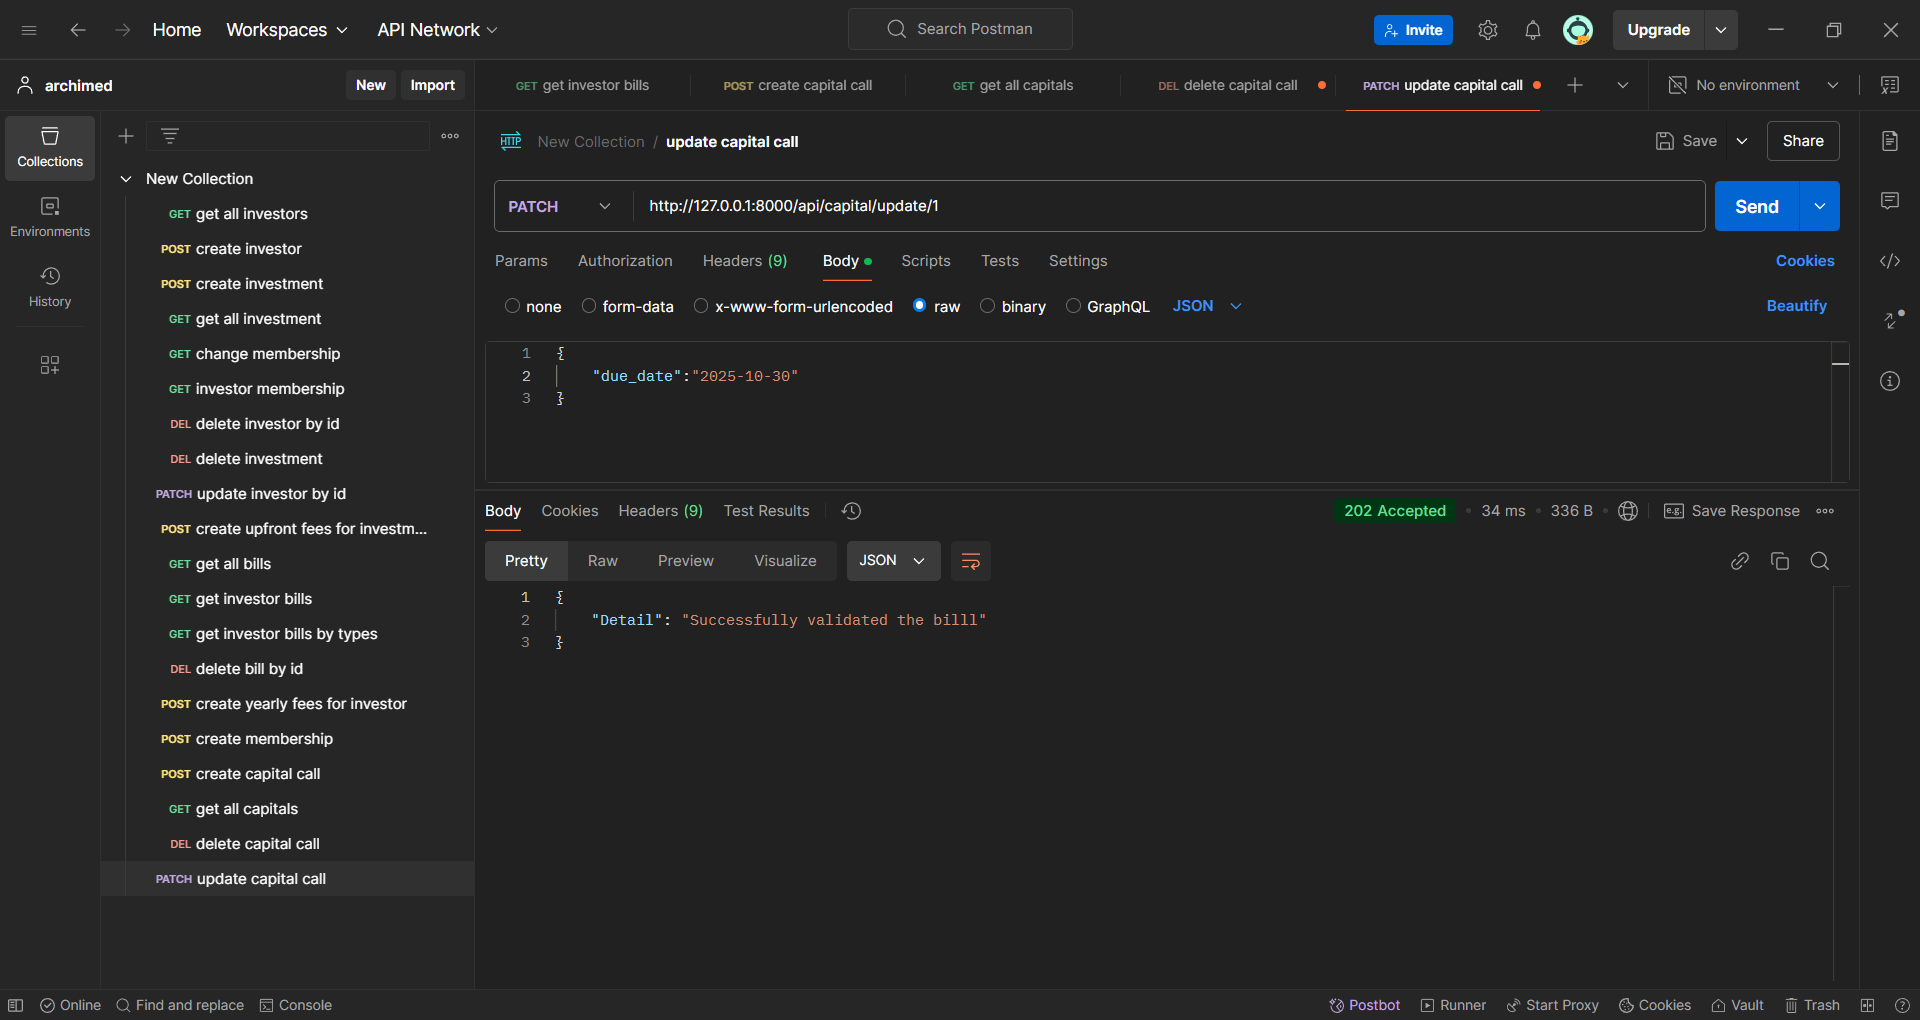 Home Workspaces API Network Search Postman Invite Upgrade
archimed New Import
GET get investor bills POST create capital call GET get all capitals DEL delete capital call PATCH update capital call No environment
Collections
Environments
History
New Collection
GET get all investors
POST create investor
POST create investment
GET get all investment
GET change membership
GET investor membership
DEL delete investor by id
DEL delete investment
PATCH update investor by id
POST create upfront fees for investm...
GET get all bills
GET get investor bills
GET get investor bills by types
DEL delete bill by id
POST create yearly fees for investor
POST create membership
POST create capital call
GET get all capitals
DEL delete capital call
PATCH update capital call
HTTP New Collection / update capital call Save Share
PATCH http://127.0.0.1:8000/api/capital/update/1 Send
Params Authorization Headers (9) Body Scripts Tests Settings Cookies
none form-data x-www-form-urlencoded raw binary GraphQL JSON Beautify
1 {
2 "due_date":"2025-10-30"
3 }
Body Cookies Headers (9) Test Results 202 Accepted 34 ms 336 B e.g. Save Response
Pretty Raw Preview Visualize JSON
1 {
2 "Detail": "Successfully validated the billl"
3 }
Online Find and replace Console Postbot Runner Start Proxy Cookies Vault Trash